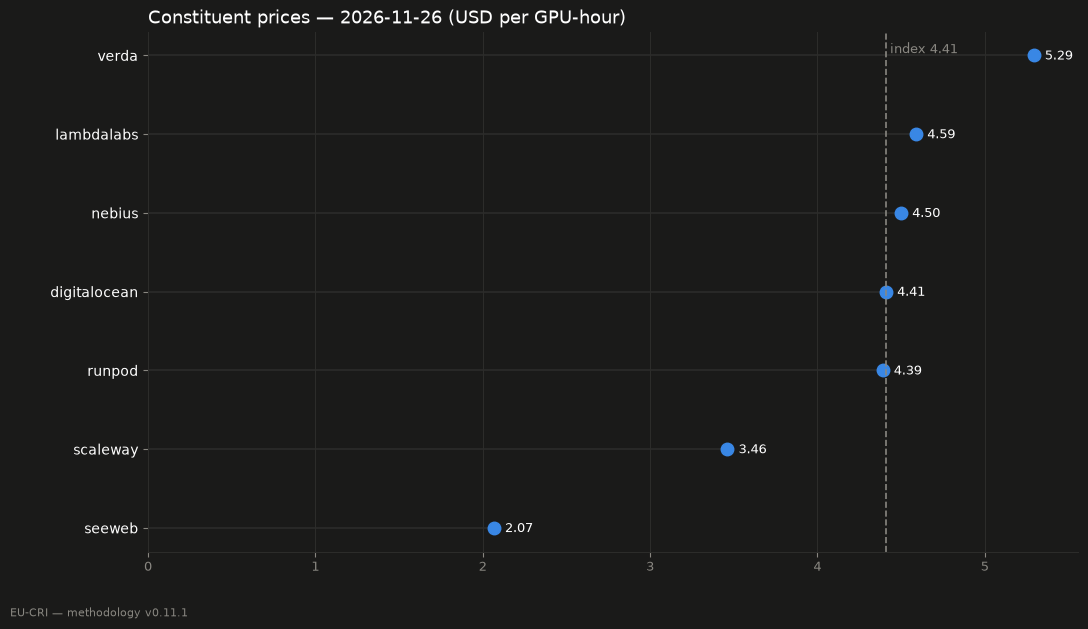 Constituent prices — 2026-11-26 (USD per GPU-hour)
index 4.41
verda
5.29
lambdalabs
4.59
nebius
4.50
digitalocean
4.41
runpod
4.39
scaleway
3.46
seeweb
2.07
0 1 2 3 4 5
EU-CRI — methodology v0.11.1